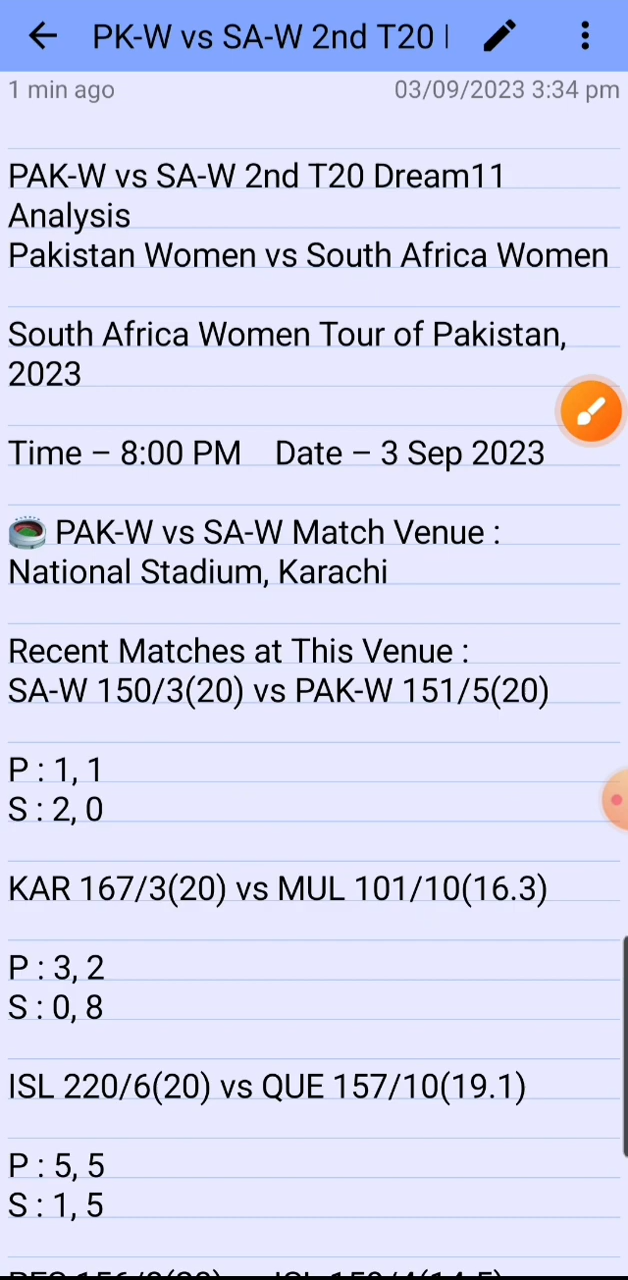 PK-W vs SA-W 2nd T20
1 min ago 03/09/2023 3:34 pm
PAK-W vs SA-W 2nd T20 Dream11
Analysis
Pakistan Women vs South Africa Women
South Africa Women Tour of Pakistan,
2023
Time – 8:00 PM Date – 3 Sep 2023
PAK-W vs SA-W Match Venue :
National Stadium, Karachi
Recent Matches at This Venue :
SA-W 150/3(20) vs PAK-W 151/5(20)
P : 1, 1
S : 2, 0
KAR 167/3(20) vs MUL 101/10(16.3)
P : 3, 2
S : 0, 8
ISL 220/6(20) vs QUE 157/10(19.1)
P : 5, 5
S : 1, 5